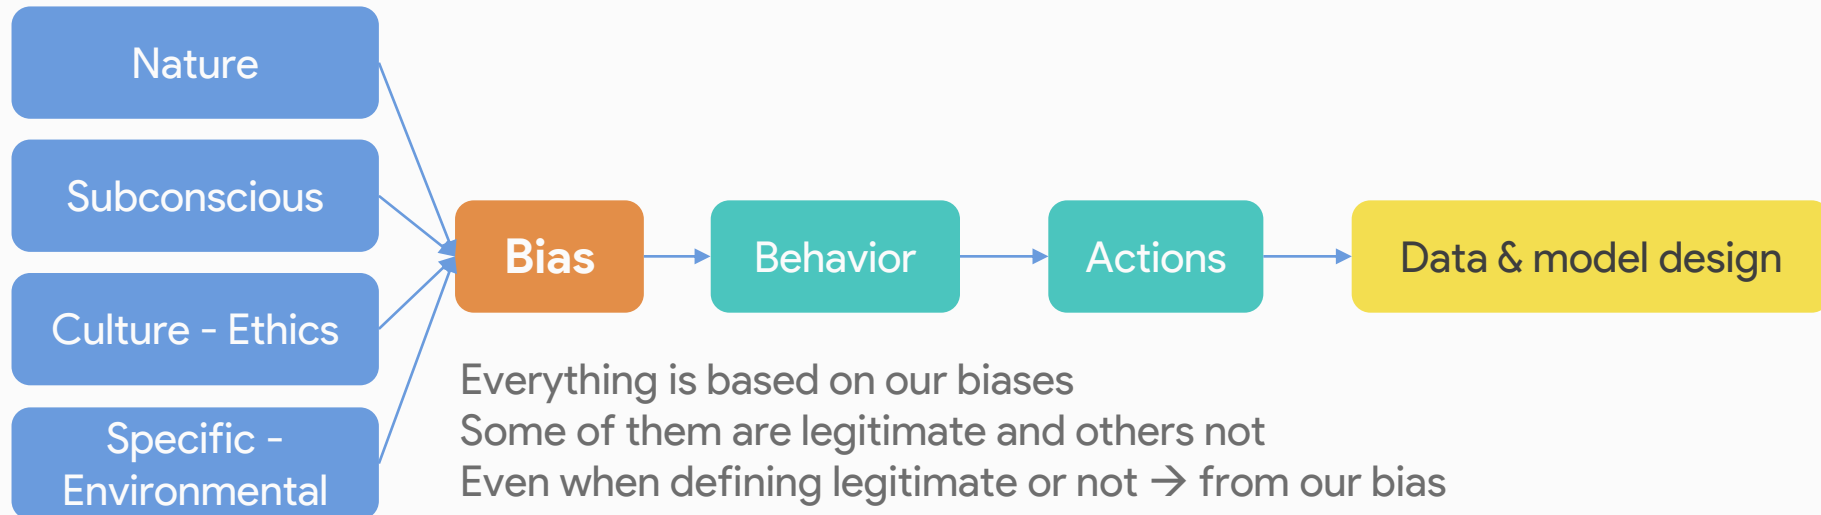 Nature
Subconscious
Culture - Ethics
Specific -
Environmental
Bias
Behavior
Actions
Data & model design
Everything is based on our biases
Some of them are legitimate and others not
Even when defining legitimate or not → from our bias